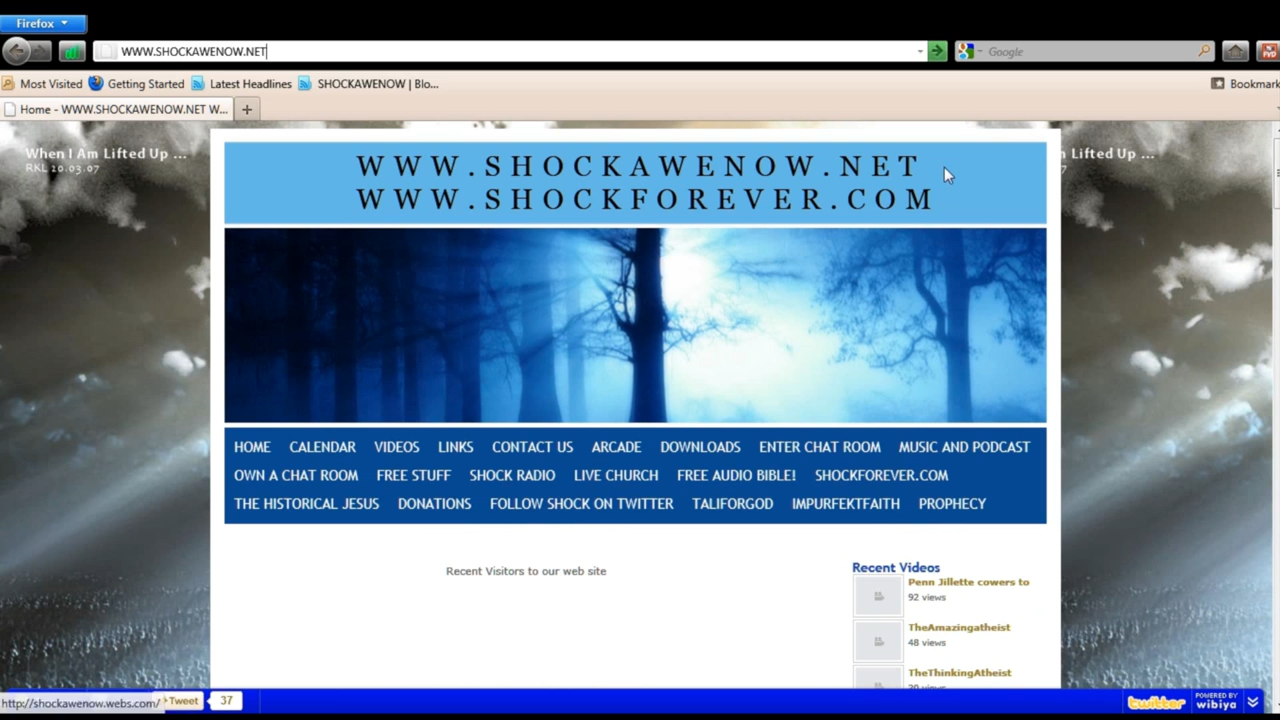 Firefox
WWW.SHOCKAWENOW.NET
Google
Most Visited Getting Started Latest Headlines SHOCKAWENOW | Blo...
Bookmark
Home - WWW.SHOCKAWENOW.NET W...
When I Am Lifted Up ...
RKL 10.03.07
Lifted Up ...
WWW.SHOCKAWENOW.NET
WWW.SHOCKFOREVER.COM
HOME CALENDAR VIDEOS LINKS CONTACT US ARCADE DOWNLOADS ENTER CHAT ROOM MUSIC AND PODCAST
OWN A CHAT ROOM FREE STUFF SHOCK RADIO LIVE CHURCH FREE AUDIO BIBLE! SHOCKFOREVER.COM
THE HISTORICAL JESUS DONATIONS FOLLOW SHOCK ON TWITTER TALIFORGOD IMPURFEKTFAITH PROPHECY
Recent Visitors to our web site
Recent Videos
Penn Jillette cowers to
92 views
TheAmazingatheist
48 views
TheThinkingAtheist
http://shockawenow.webs.com/
Tweet 37
twitter
POWERED BY
wibiya